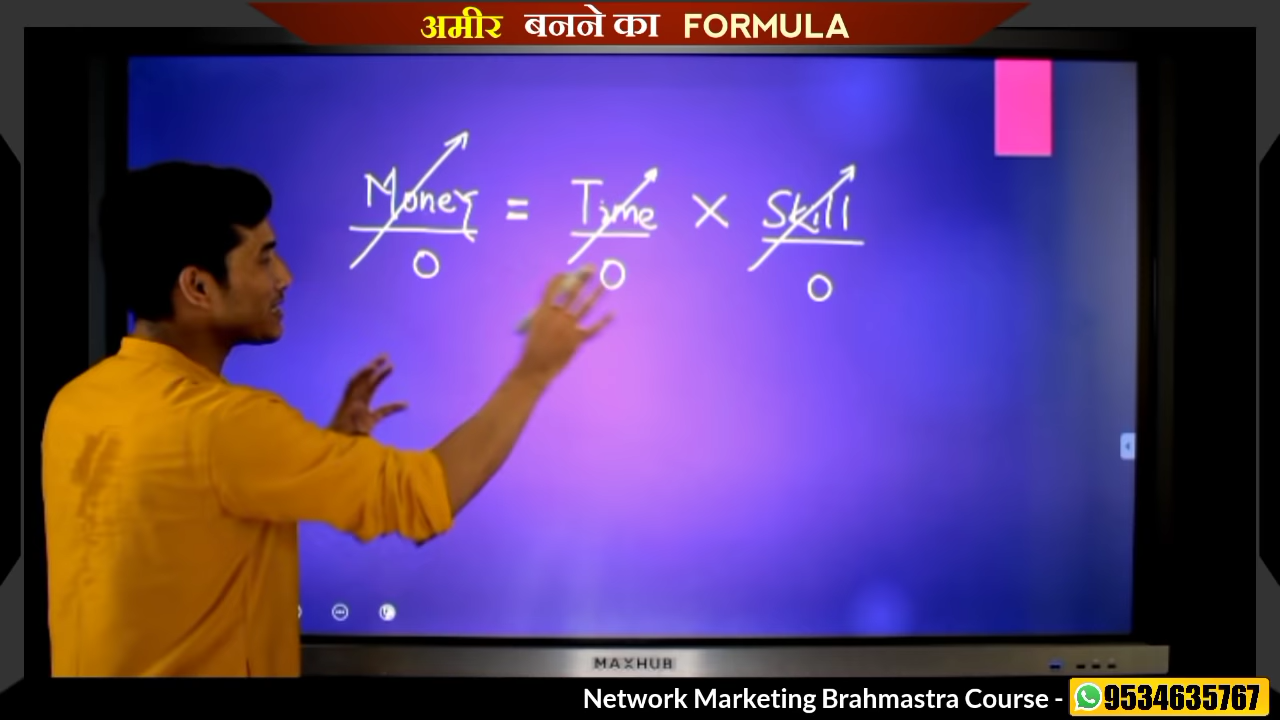 अमीर बनने का FORMULA
Money = Time × Skill
0 0 0
MAXHUB
Network Marketing Brahmastra Course - 9534635767